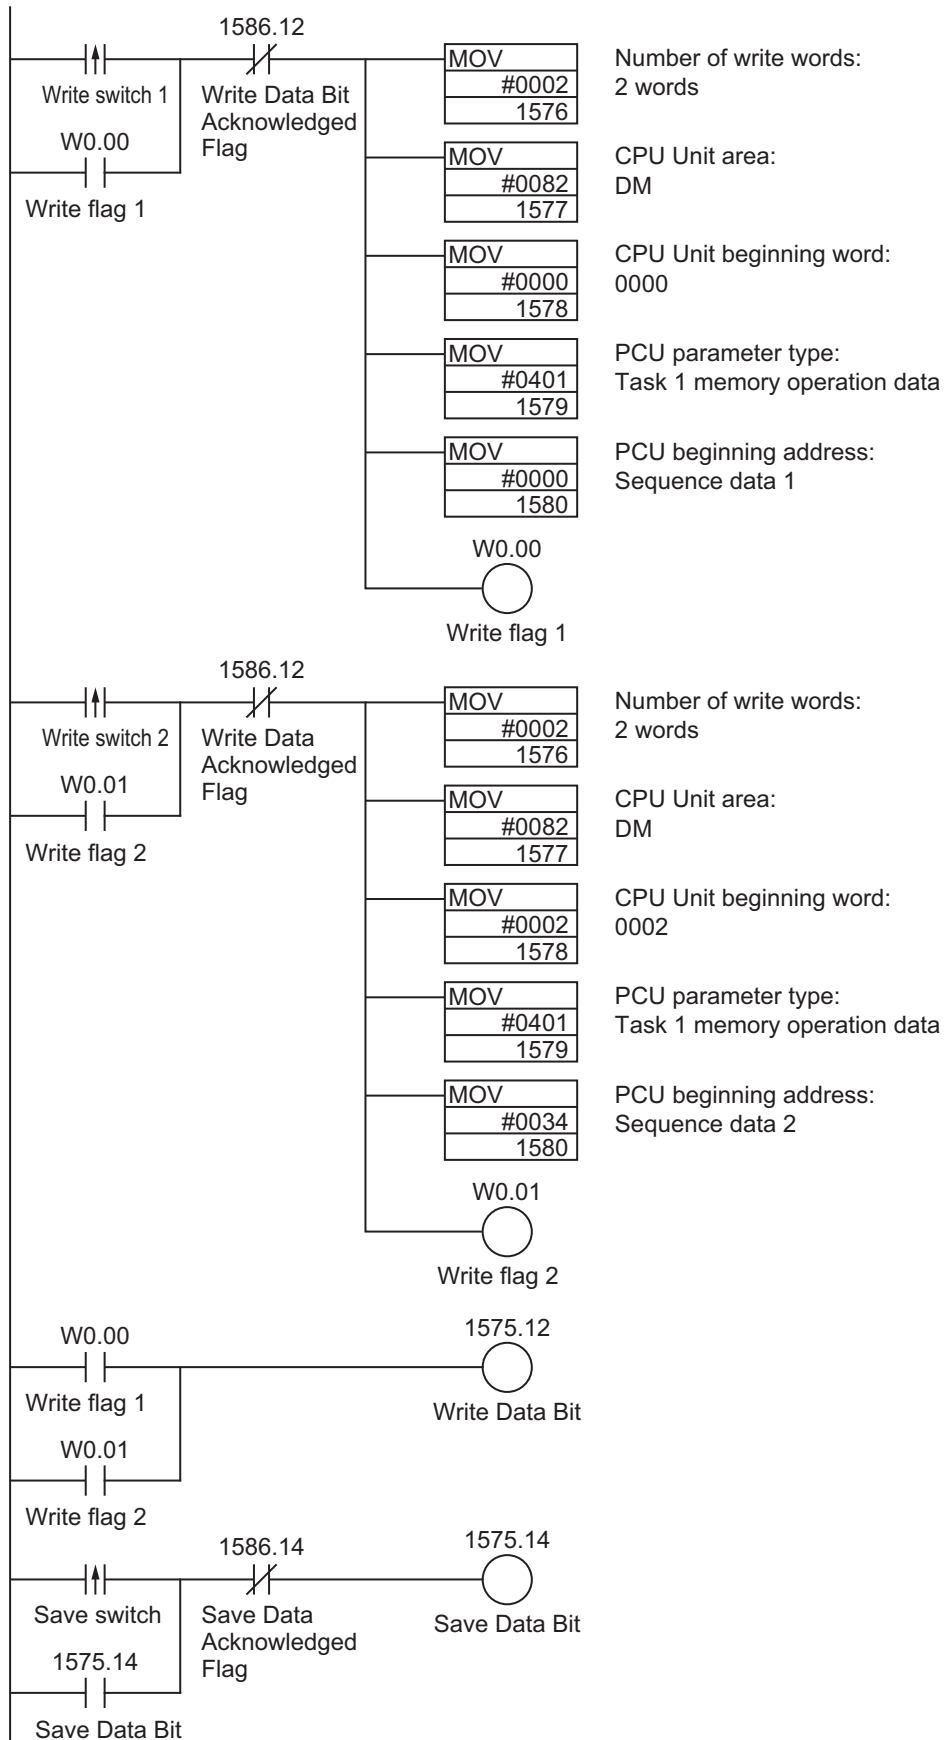 1586.12
MOV
Number of write words:
#0002
2 words
Write switch 1
Write Data Bit
1576
Acknowledged
W0.00
Flag
MOV
CPU Unit area:
#0082
DM
Write flag 1
1577
MOV
CPU Unit beginning word:
#0000
0000
1578
MOV
PCU parameter type:
#0401
Task 1 memory operation data
1579
MOV
PCU beginning address:
#0000
Sequence data 1
1580
W0.00
Write flag 1
1586.12
MOV
Number of write words:
#0002
2 words
Write switch 2
Write Data
1576
Acknowledged
W0.01
Flag
MOV
CPU Unit area:
#0082
DM
Write flag 2
1577
MOV
CPU Unit beginning word:
#0002
0002
1578
MOV
PCU parameter type:
#0401
Task 1 memory operation data
1579
MOV
PCU beginning address:
#0034
Sequence data 2
1580
W0.01
Write flag 2
W0.00
1575.12
Write flag 1
Write Data Bit
W0.01
Write flag 2
1586.14
1575.14
Save switch
Save Data
Save Data Bit
Acknowledged
1575.14
Flag
Save Data Bit